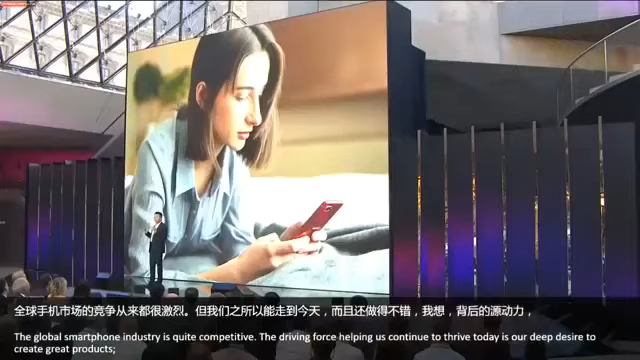 全球手机市场的竞争从来都很激烈。但我们之所以能走到今天，而且还做得不错，我想，背后的源动力，
The global smartphone industry is quite competitive. The driving force helping us continue to thrive today is our deep desire to
create great products;